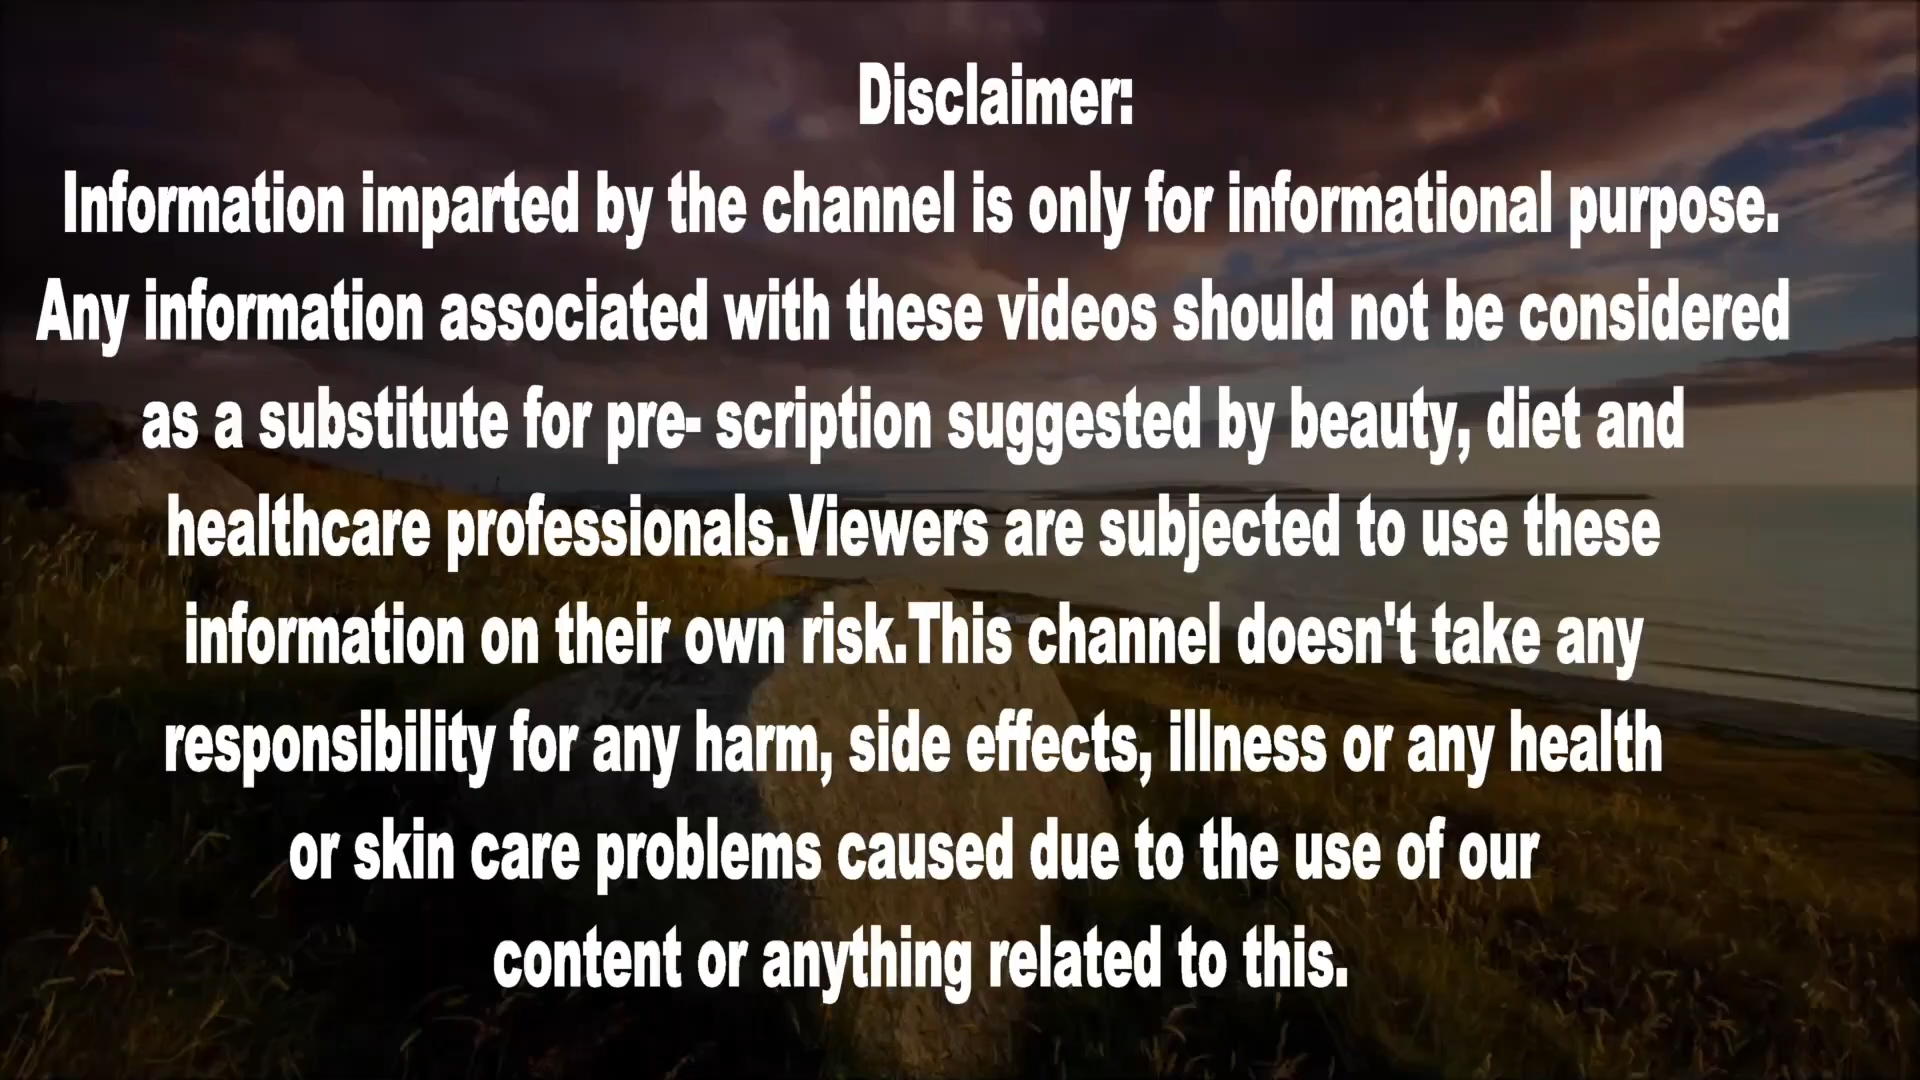 Disclaimer:
Information imparted by the channel is only for informational purpose.
Any information associated with these videos should not be considered
as a substitute for pre- scription suggested by beauty, diet and
healthcare professionals.Viewers are subjected to use these
information on their own risk.This channel doesn't take any
responsibility for any harm, side effects, illness or any health
or skin care problems caused due to the use of our
content or anything related to this.